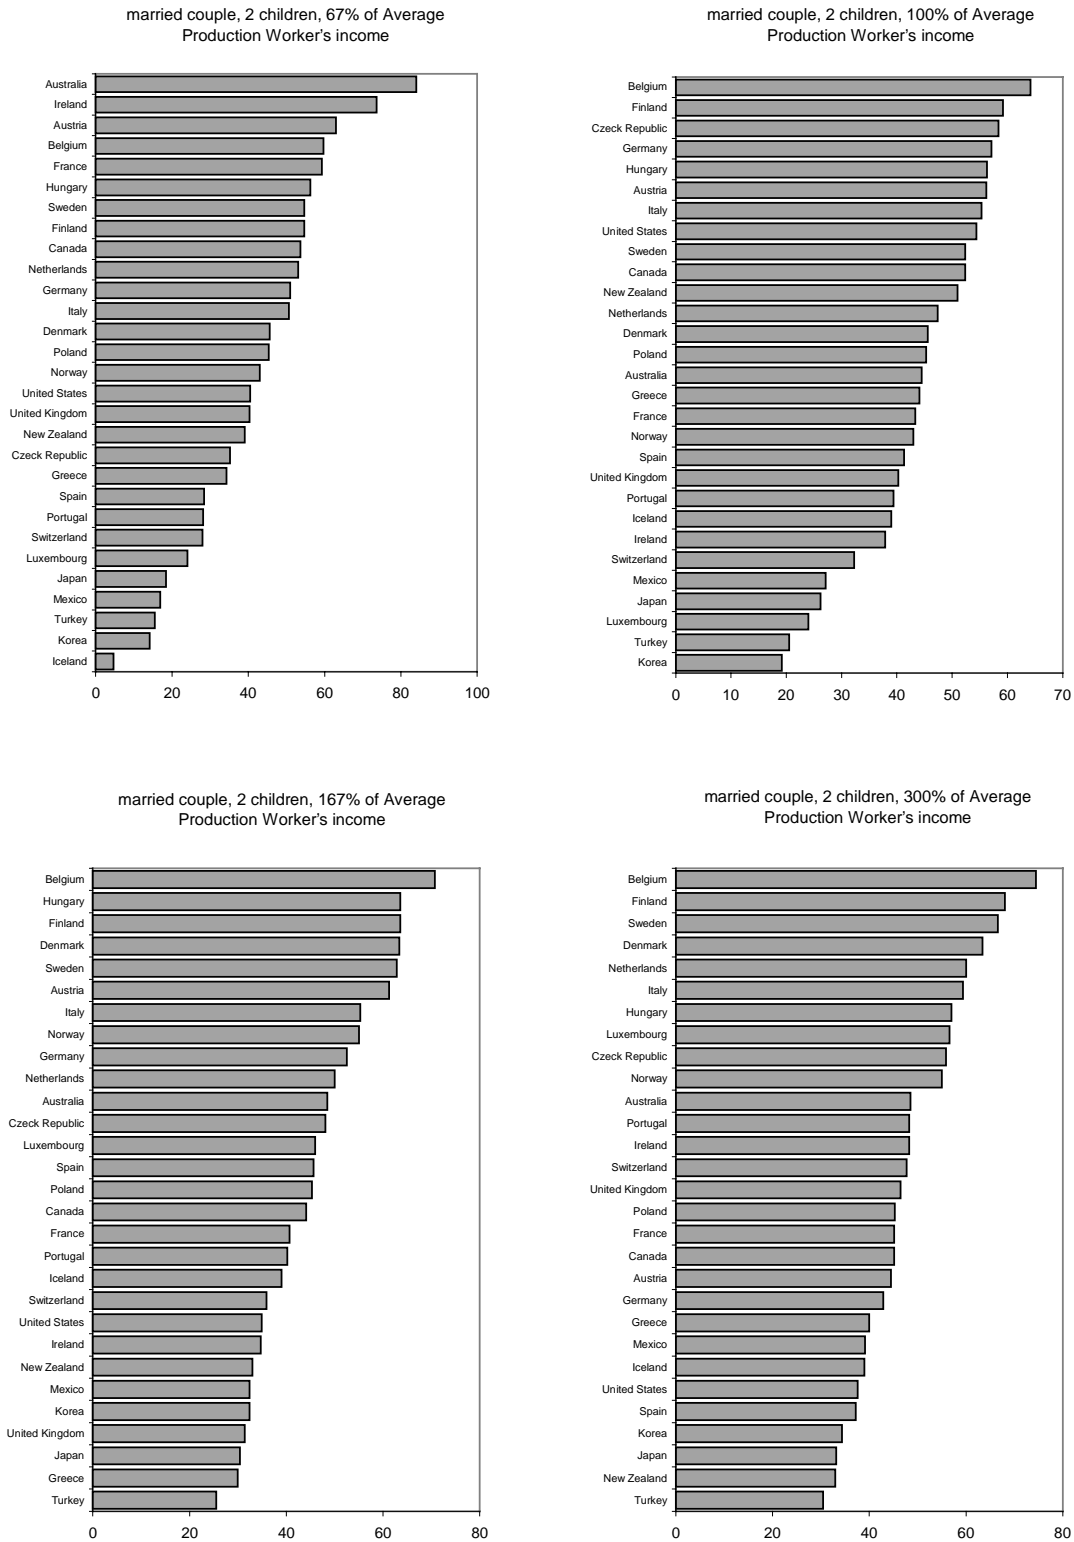 married couple, 2 children, 67% of Average
Production Worker's income
Australia
Ireland
Austria
Belgium
France
Hungary
Sweden
Finland
Canada
Netherlands
Germany
Italy
Denmark
Poland
Norway
United States
United Kingdom
New Zealand
Czeck Republic
Greece
Spain
Portugal
Switzerland
Luxembourg
Japan
Mexico
Turkey
Korea
Iceland
0 20 40 60 80 100
married couple, 2 children, 100% of Average
Production Worker's income
Belgium
Finland
Czeck Republic
Germany
Hungary
Austria
Italy
United States
Sweden
Canada
New Zealand
Netherlands
Denmark
Poland
Australia
Greece
France
Norway
Spain
United Kingdom
Portugal
Iceland
Ireland
Switzerland
Mexico
Japan
Luxembourg
Turkey
Korea
0 10 20 30 40 50 60 70
married couple, 2 children, 167% of Average
Production Worker's income
Belgium
Hungary
Finland
Denmark
Sweden
Austria
Italy
Norway
Germany
Netherlands
Australia
Czeck Republic
Luxembourg
Spain
Poland
Canada
France
Portugal
Iceland
Switzerland
United States
Ireland
New Zealand
Mexico
Korea
United Kingdom
Japan
Greece
Turkey
0 20 40 60 80
married couple, 2 children, 300% of Average
Production Worker's income
Belgium
Finland
Sweden
Denmark
Netherlands
Italy
Hungary
Luxembourg
Czeck Republic
Norway
Australia
Portugal
Ireland
Switzerland
United Kingdom
Poland
France
Canada
Austria
Germany
Greece
Mexico
Iceland
United States
Spain
Korea
Japan
New Zealand
Turkey
0 20 40 60 80